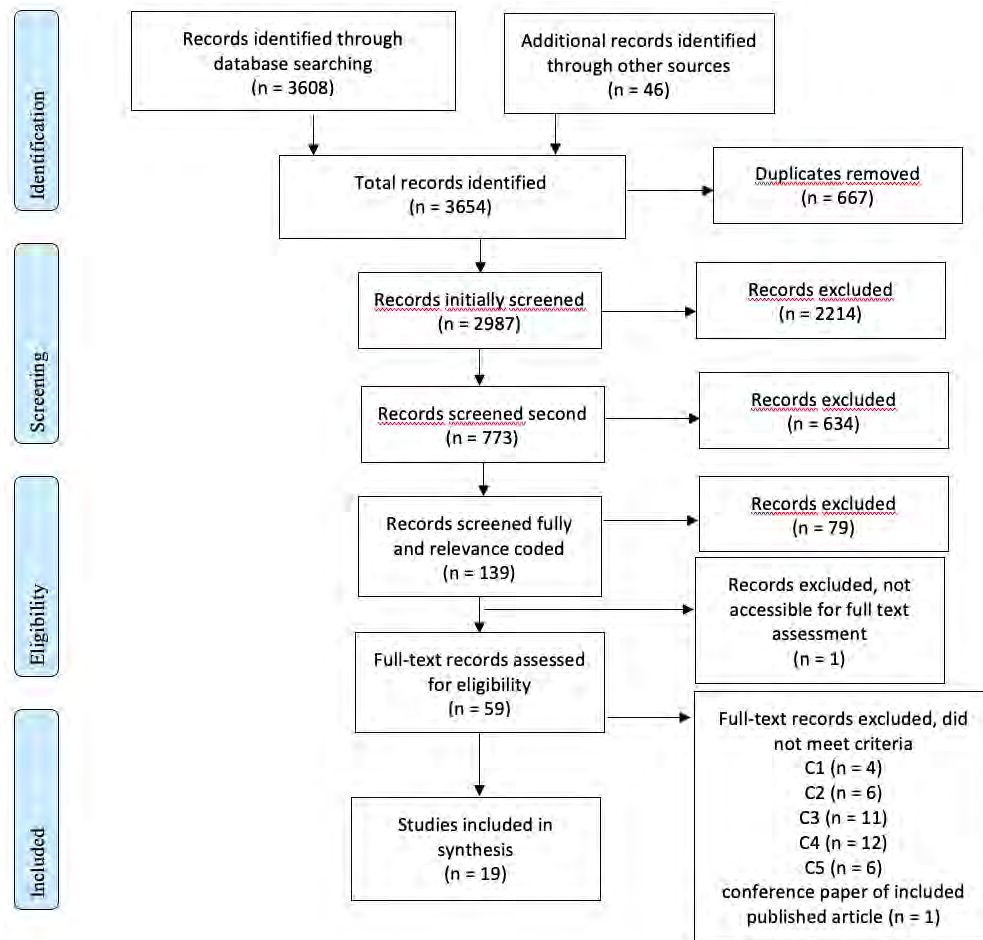 Identification
Records identified through
database searching
(n = 3608)
Additional records identified
through other sources
(n = 46)
Total records identified
(n = 3654)
Duplicates removed
(n = 667)
Screening
Records initially screened
(n = 2987)
Records excluded
(n = 2214)
Records screened second
(n = 773)
Records excluded
(n = 634)
Eligibility
Records screened fully
and relevance coded
(n = 139)
Records excluded
(n = 79)
Records excluded, not
accessible for full text
assessment
(n = 1)
Full-text records assessed
for eligibility
(n = 59)
Full-text records excluded, did
not meet criteria
C1 (n = 4)
C2 (n = 6)
C3 (n = 11)
C4 (n = 12)
C5 (n = 6)
conference paper of included
published article (n = 1)
Included
Studies included in
synthesis
(n = 19)